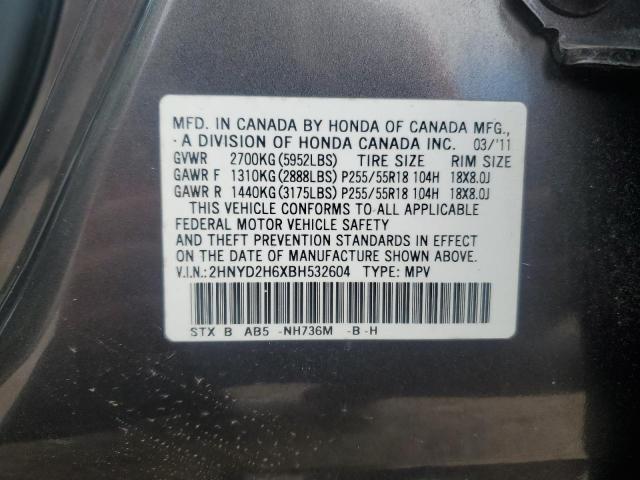 MFD. IN CANADA BY HONDA OF CANADA MFG.,
A DIVISION OF HONDA CANADA INC. 03/'11
GVWR 2700KG(5952LBS) TIRE SIZE RIM SIZE
GAWR F 1310KG(2888LBS)P255/55R18 104H 18X8.0J
GAWR R 1440KG(3175LBS)P255/55R18 104H 18X8.0J
THIS VEHICLE CONFORMS TO ALL APPLICABLE
FEDERAL MOTOR VEHICLE SAFETY
AND THEFT PREVENTION STANDARDS IN EFFECT
ON THE DATE OF MANUFACTURE SHOWN ABOVE.
V.I.N.:2HNYD2H6XBH532604 TYPE: MPV
STX B AB5 -NH736M -B -H